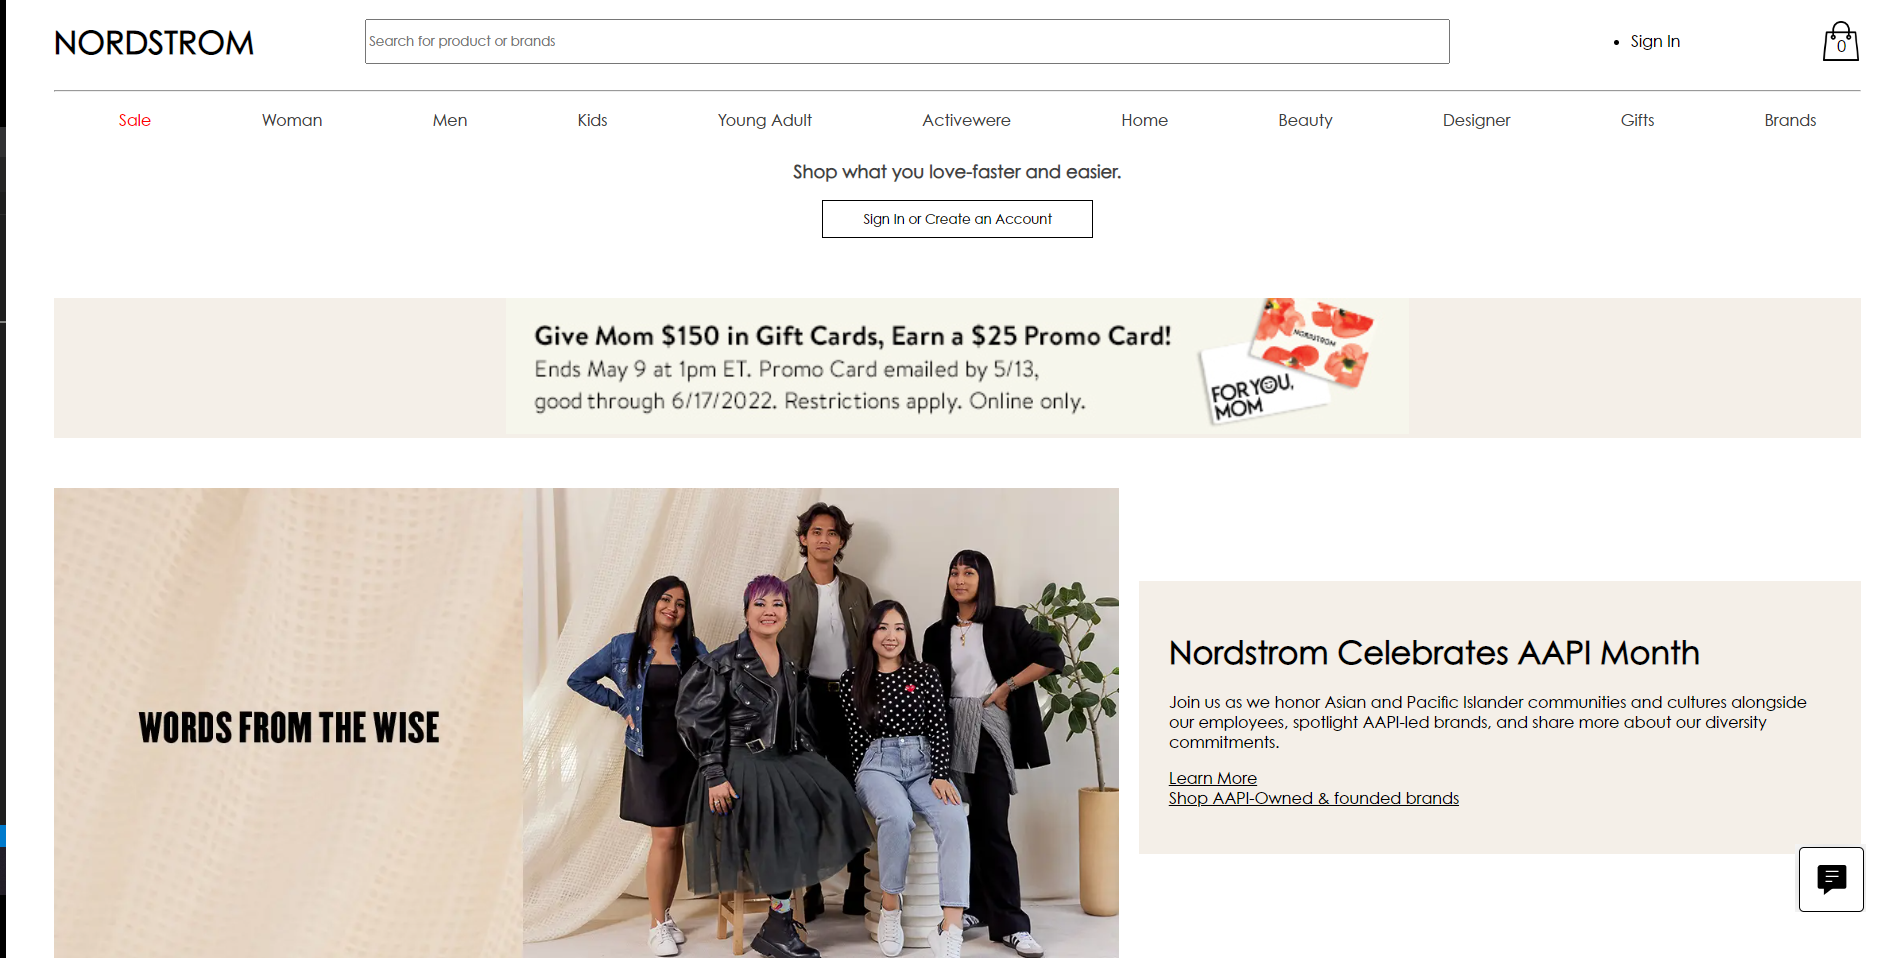 NORDSTROM
Search for product or brands
Sign In
0
Sale Woman Men Kids Young Adult Activewere Home Beauty Designer Gifts Brands
Shop what you love-faster and easier.
Sign In or Create an Account
Give Mom $150 in Gift Cards, Earn a $25 Promo Card!
Ends May 9 at 1pm ET. Promo Card emailed by 5/13,
good through 6/17/2022. Restrictions apply. Online only.
NORDSTROM
FOR YOU,
MOM
WORDS FROM THE WISE
Nordstrom Celebrates AAPI Month
Join us as we honor Asian and Pacific Islander communities and cultures alongside
our employees, spotlight AAPI-led brands, and share more about our diversity
commitments.
Learn More
Shop AAPI-Owned & founded brands